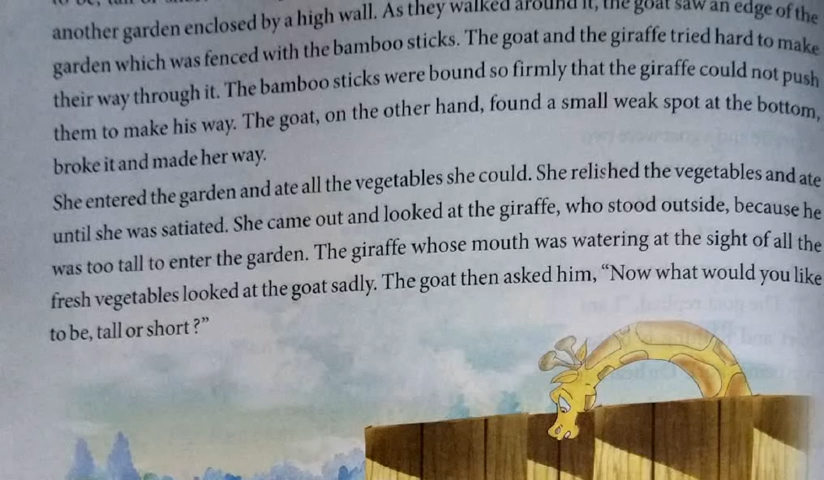 to be, tall or
another garden enclosed by a high wall. As they walked around it, the goat saw an edge of the
garden which was fenced with the bamboo sticks. The goat and the giraffe tried hard to make
their way through it. The bamboo sticks were bound so firmly that the giraffe could not push
them to make his way. The goat, on the other hand, found a small weak spot at the bottom,
broke it and made her way.
She entered the garden and ate all the vegetables she could. She relished the vegetables and ate
until she was satiated. She came out and looked at the giraffe, who stood outside, because he
was too tall to enter the garden. The giraffe whose mouth was watering at the sight of all the
fresh vegetables looked at the goat sadly. The goat then asked him, “Now what would you like
to be, tall or short ?”